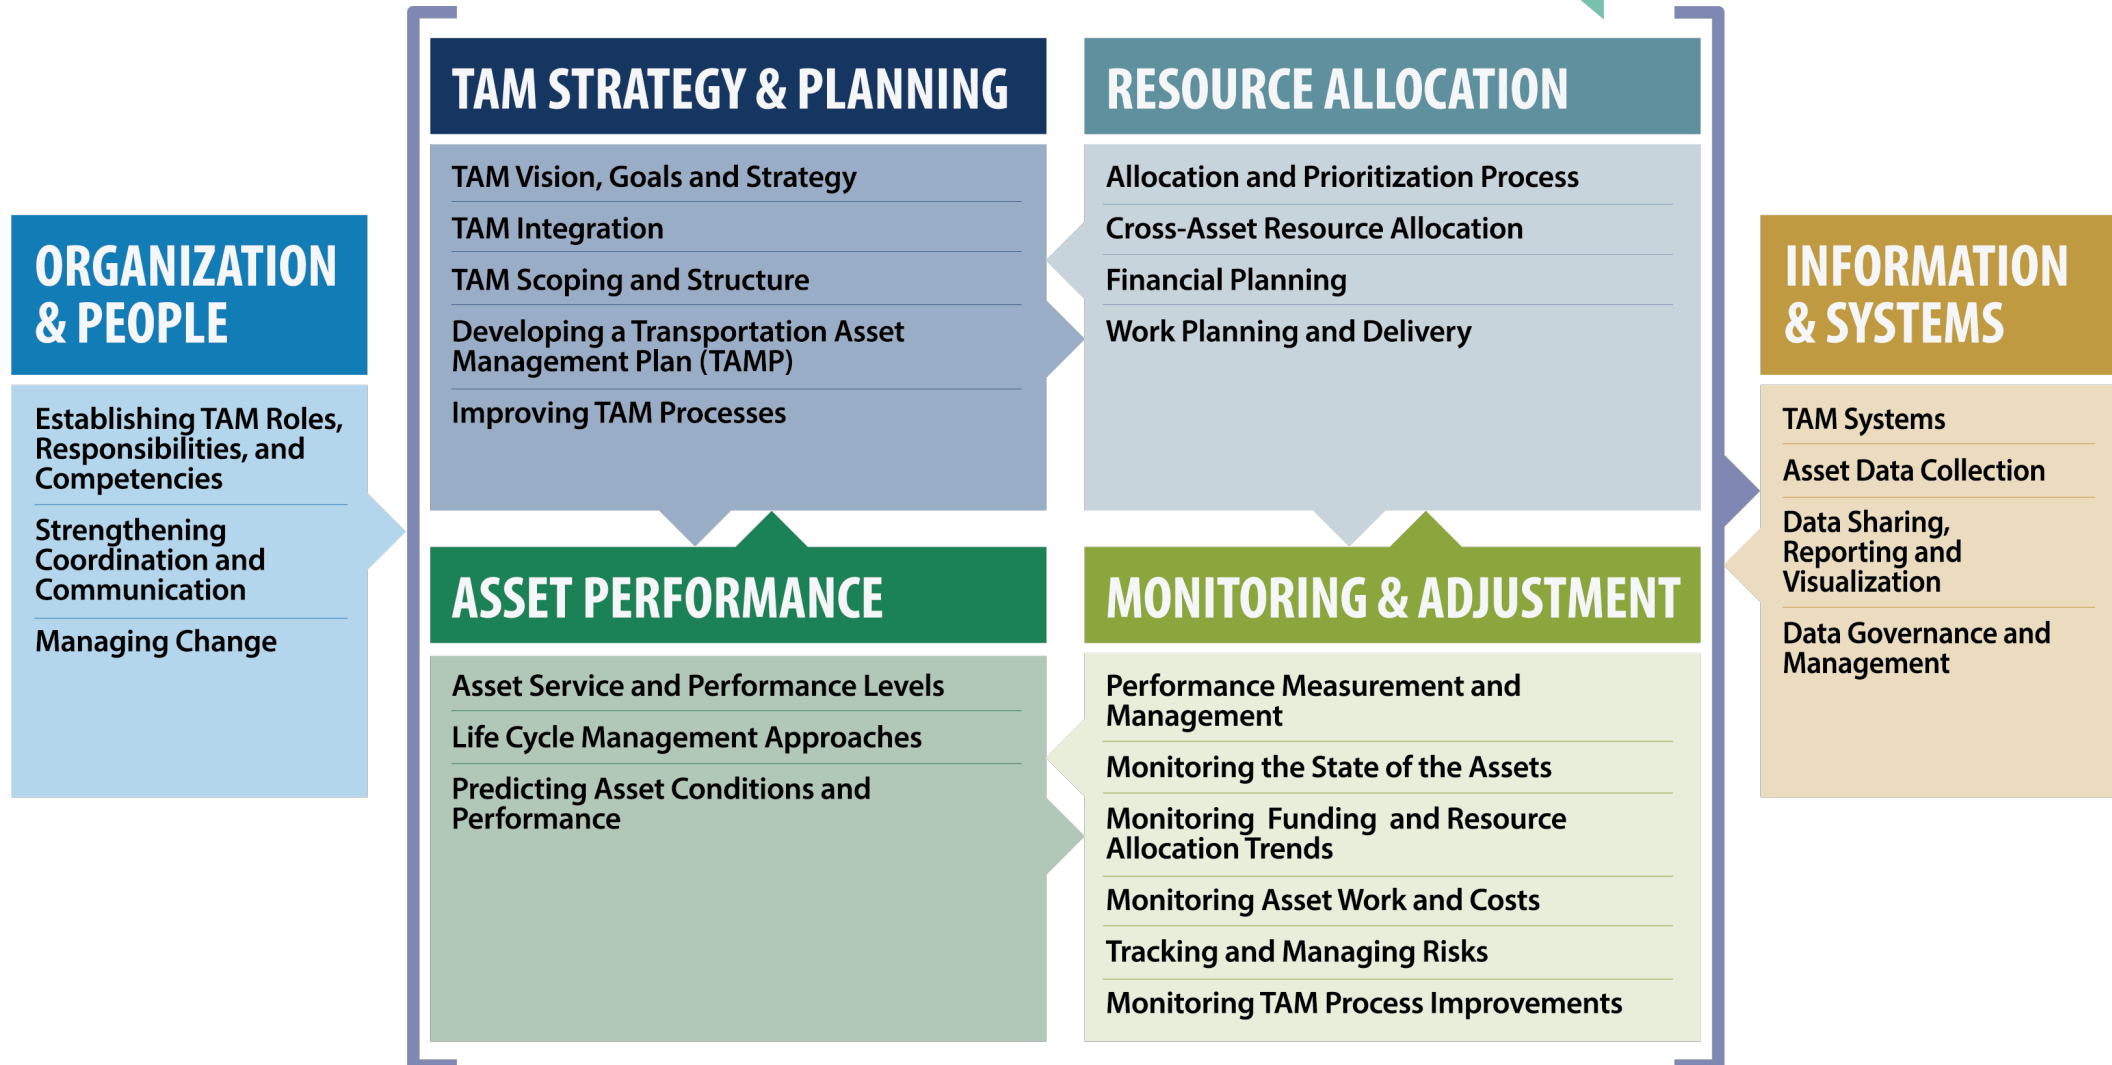 ORGANIZATION
& PEOPLE
Establishing TAM Roles,
Responsibilities, and
Competencies
Strengthening
Coordination and
Communication
Managing Change
TAM STRATEGY & PLANNING
TAM Vision, Goals and Strategy
TAM Integration
TAM Scoping and Structure
Developing a Transportation Asset
Management Plan (TAMP)
Improving TAM Processes
RESOURCE ALLOCATION
Allocation and Prioritization Process
Cross-Asset Resource Allocation
Financial Planning
Work Planning and Delivery
ASSET PERFORMANCE
Asset Service and Performance Levels
Life Cycle Management Approaches
Predicting Asset Conditions and
Performance
MONITORING & ADJUSTMENT
Performance Measurement and
Management
Monitoring the State of the Assets
Monitoring Funding and Resource
Allocation Trends
Monitoring Asset Work and Costs
Tracking and Managing Risks
Monitoring TAM Process Improvements
INFORMATION
& SYSTEMS
TAM Systems
Asset Data Collection
Data Sharing,
Reporting and
Visualization
Data Governance and
Management